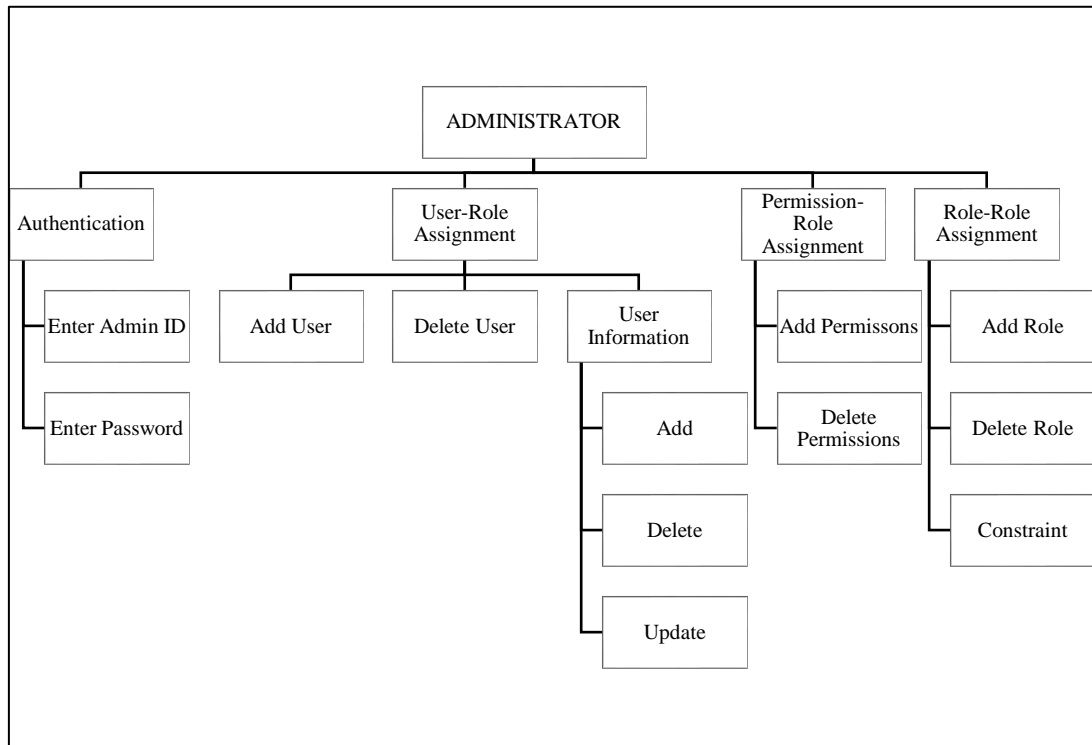 ADMINISTRATOR
Authentication
User-Role
Assignment
Permission-
Role
Assignment
Role-Role
Assignment
Enter Admin ID
Add User
Delete User
User
Information
Add Permissons
Add Role
Enter Password
Add
Delete
Permissions
Delete Role
Delete
Constraint
Update